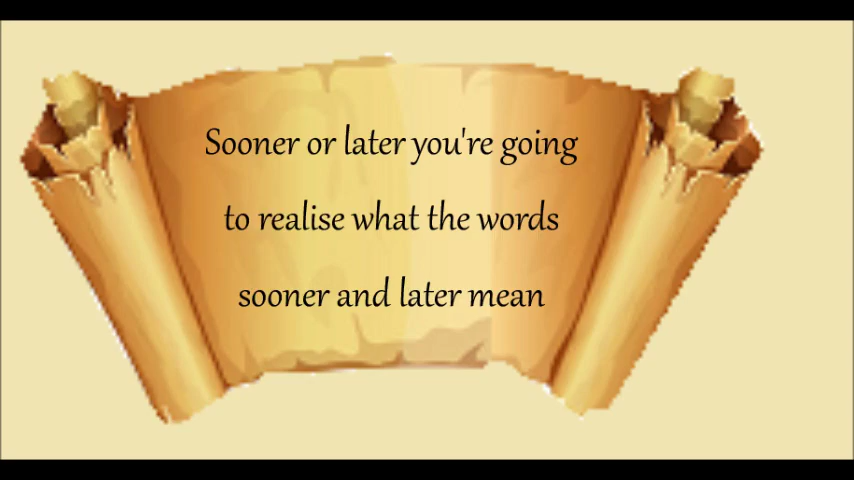 Sooner or later you're going
to realise what the words
sooner and later mean